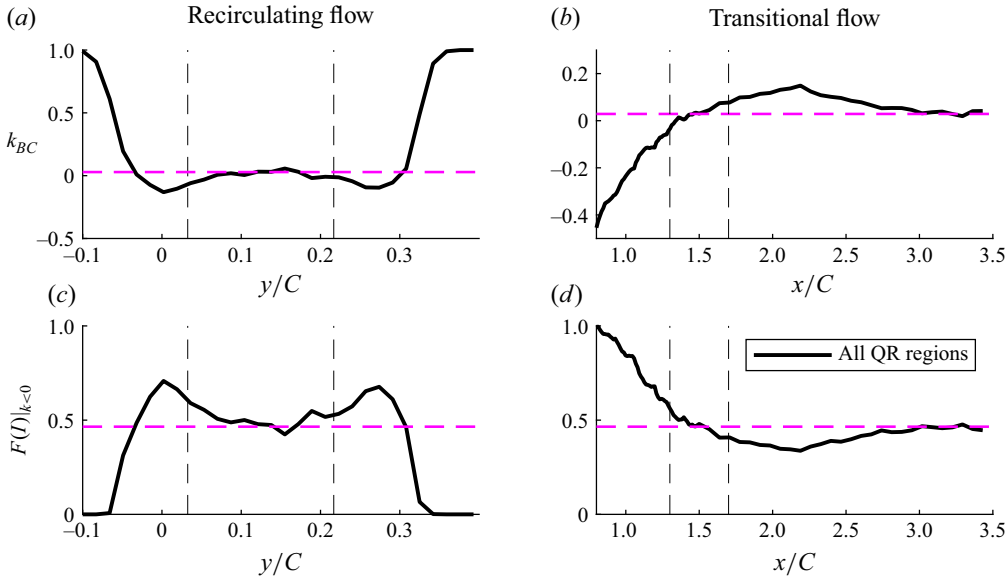 (a) Recirculating flow
1.0
0.5
0
−0.5
k_BC
−0.1 0 0.1 0.2 0.3
y/C
(b) Transitional flow
0.2
0
−0.2
−0.4
1.0 1.5 2.0 2.5 3.0 3.5
x/C
(c)
1.0
0.5
0
F(I)|_k<0
−0.1 0 0.1 0.2 0.3
y/C
(d)
1.0
0.5
0
All QR regions
1.0 1.5 2.0 2.5 3.0 3.5
x/C